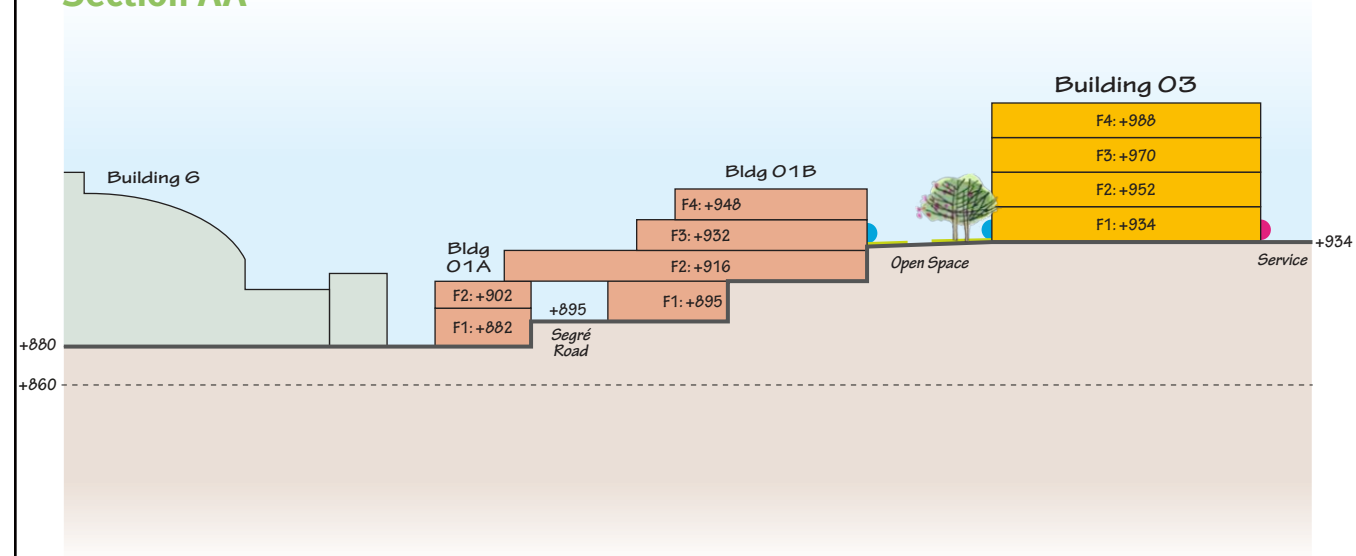 Section AA
Building 03
F4: +988
F3: +970
F2: +952
F1: +934
Building 6
Bldg 01B
F4: +948
F3: +932
F2: +916
F1: +895
Bldg
01A
F2: +902
F1: +882
+895
Segré
Road
Open Space
Service
+934
+880
+860